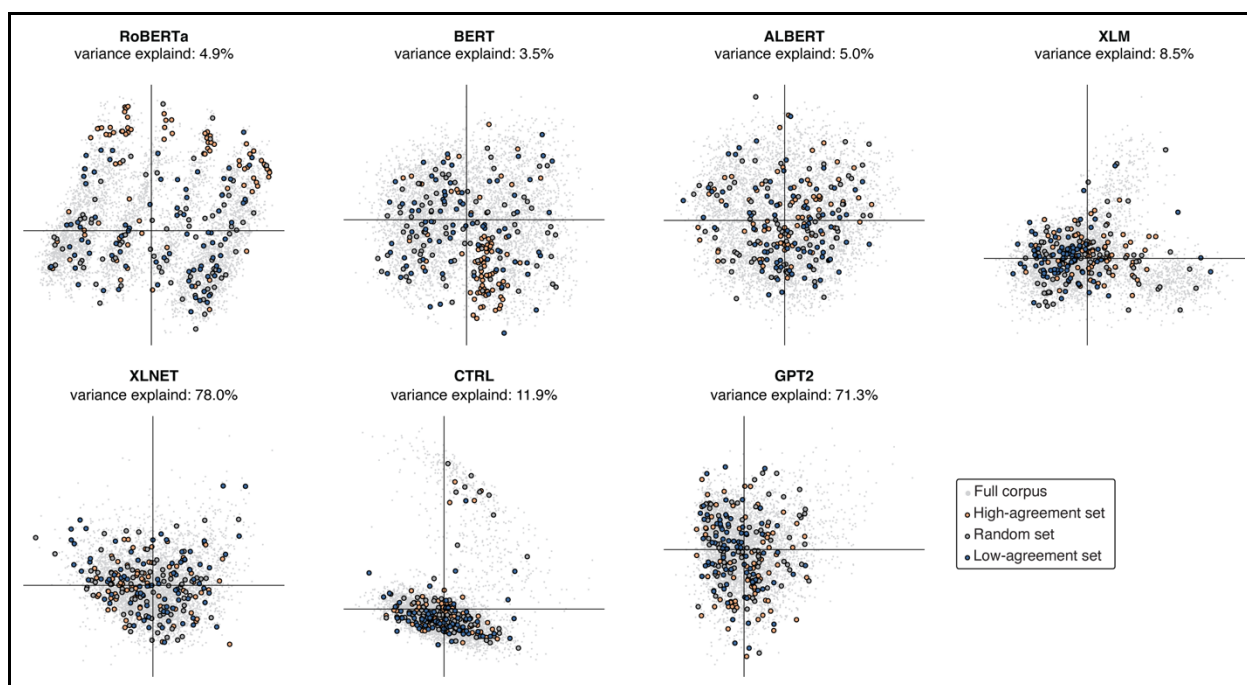 RoBERTa
variance explaind: 4.9%
BERT
variance explaind: 3.5%
ALBERT
variance explaind: 5.0%
XLM
variance explaind: 8.5%
XLNET
variance explaind: 78.0%
CTRL
variance explaind: 11.9%
GPT2
variance explaind: 71.3%
Full corpus
High-agreement set
Random set
Low-agreement set